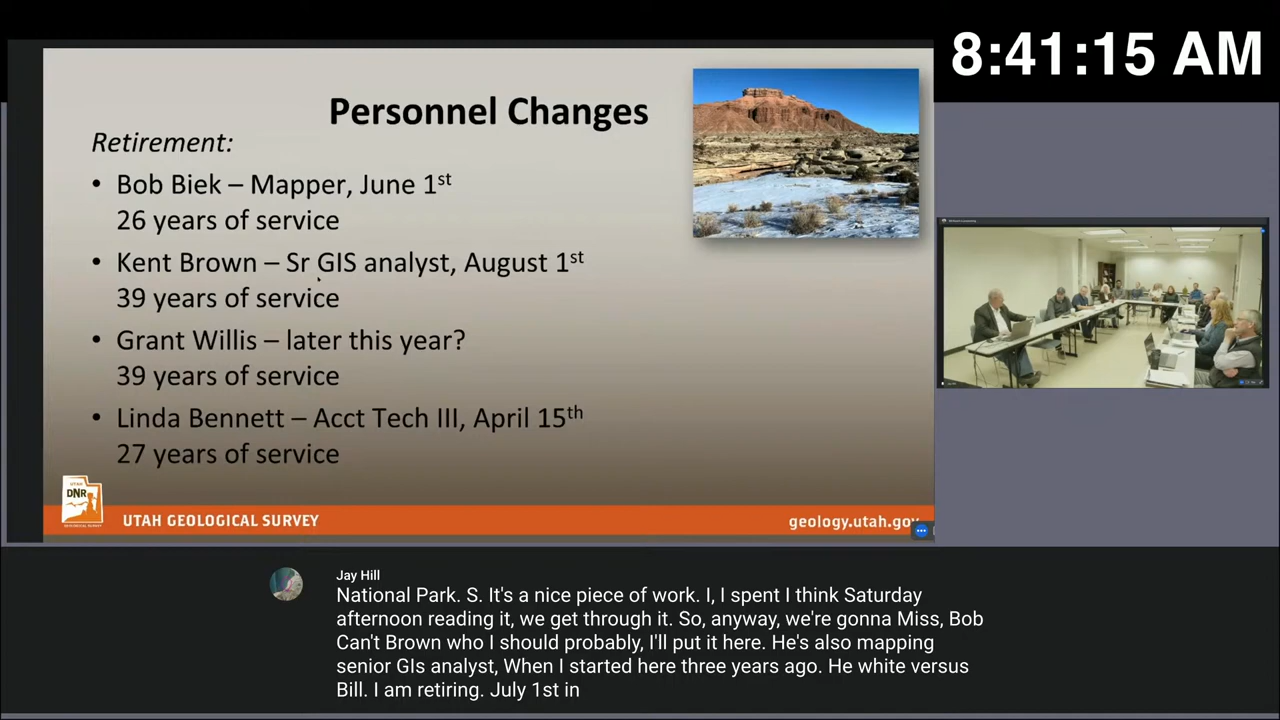 8:41:15 AM
Personnel Changes
Retirement:
• Bob Biek – Mapper, June 1st
26 years of service
• Kent Brown – Sr GIS analyst, August 1st
39 years of service
• Grant Willis – later this year?
39 years of service
• Linda Bennett – Acct Tech III, April 15th
27 years of service
UTAH
DNR
UTAH GEOLOGICAL SURVEY
geology.utah.gov
Jay Hill
National Park. S. It's a nice piece of work. I, I spent I think Saturday
afternoon reading it, we get through it. So, anyway, we're gonna Miss, Bob
Can't Brown who I should probably, I'll put it here. He's also mapping
senior GIs analyst, When I started here three years ago. He white versus
Bill. I am retiring. July 1st in